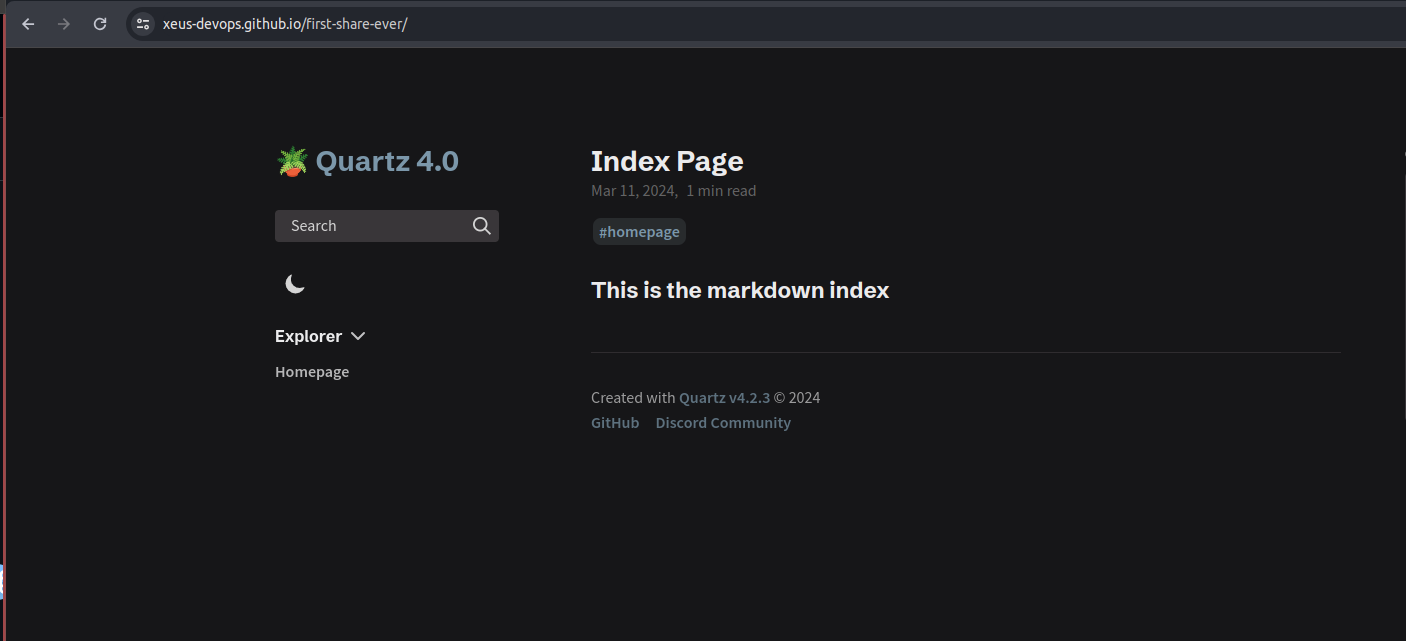 xeus-devops.github.io/first-share-ever/
🪴 Quartz 4.0
Search
Explorer
Homepage
Index Page
Mar 11, 2024, 1 min read
#homepage
This is the markdown index
Created with Quartz v4.2.3 © 2024
GitHub Discord Community